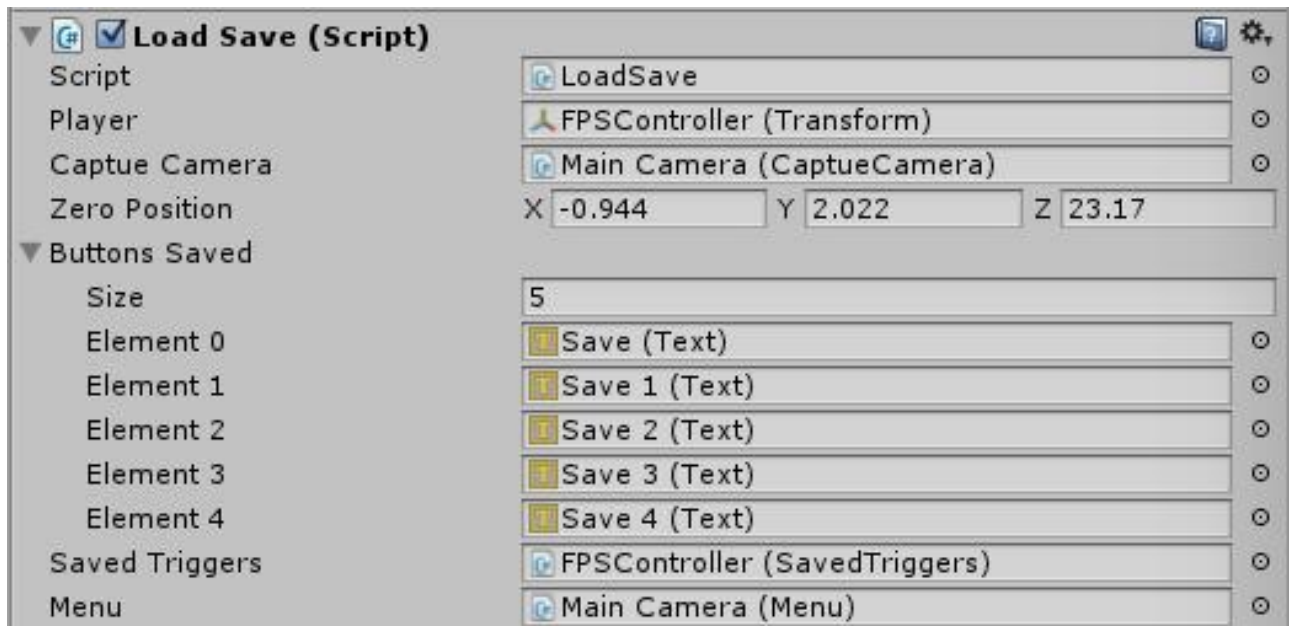 Load Save (Script)
Script LoadSave
Player FPSController (Transform)
Captue Camera Main Camera (CaptueCamera)
Zero Position X -0.944 Y 2.022 Z 23.17
Buttons Saved
Size 5
Element 0 Save (Text)
Element 1 Save 1 (Text)
Element 2 Save 2 (Text)
Element 3 Save 3 (Text)
Element 4 Save 4 (Text)
Saved Triggers FPSController (SavedTriggers)
Menu Main Camera (Menu)